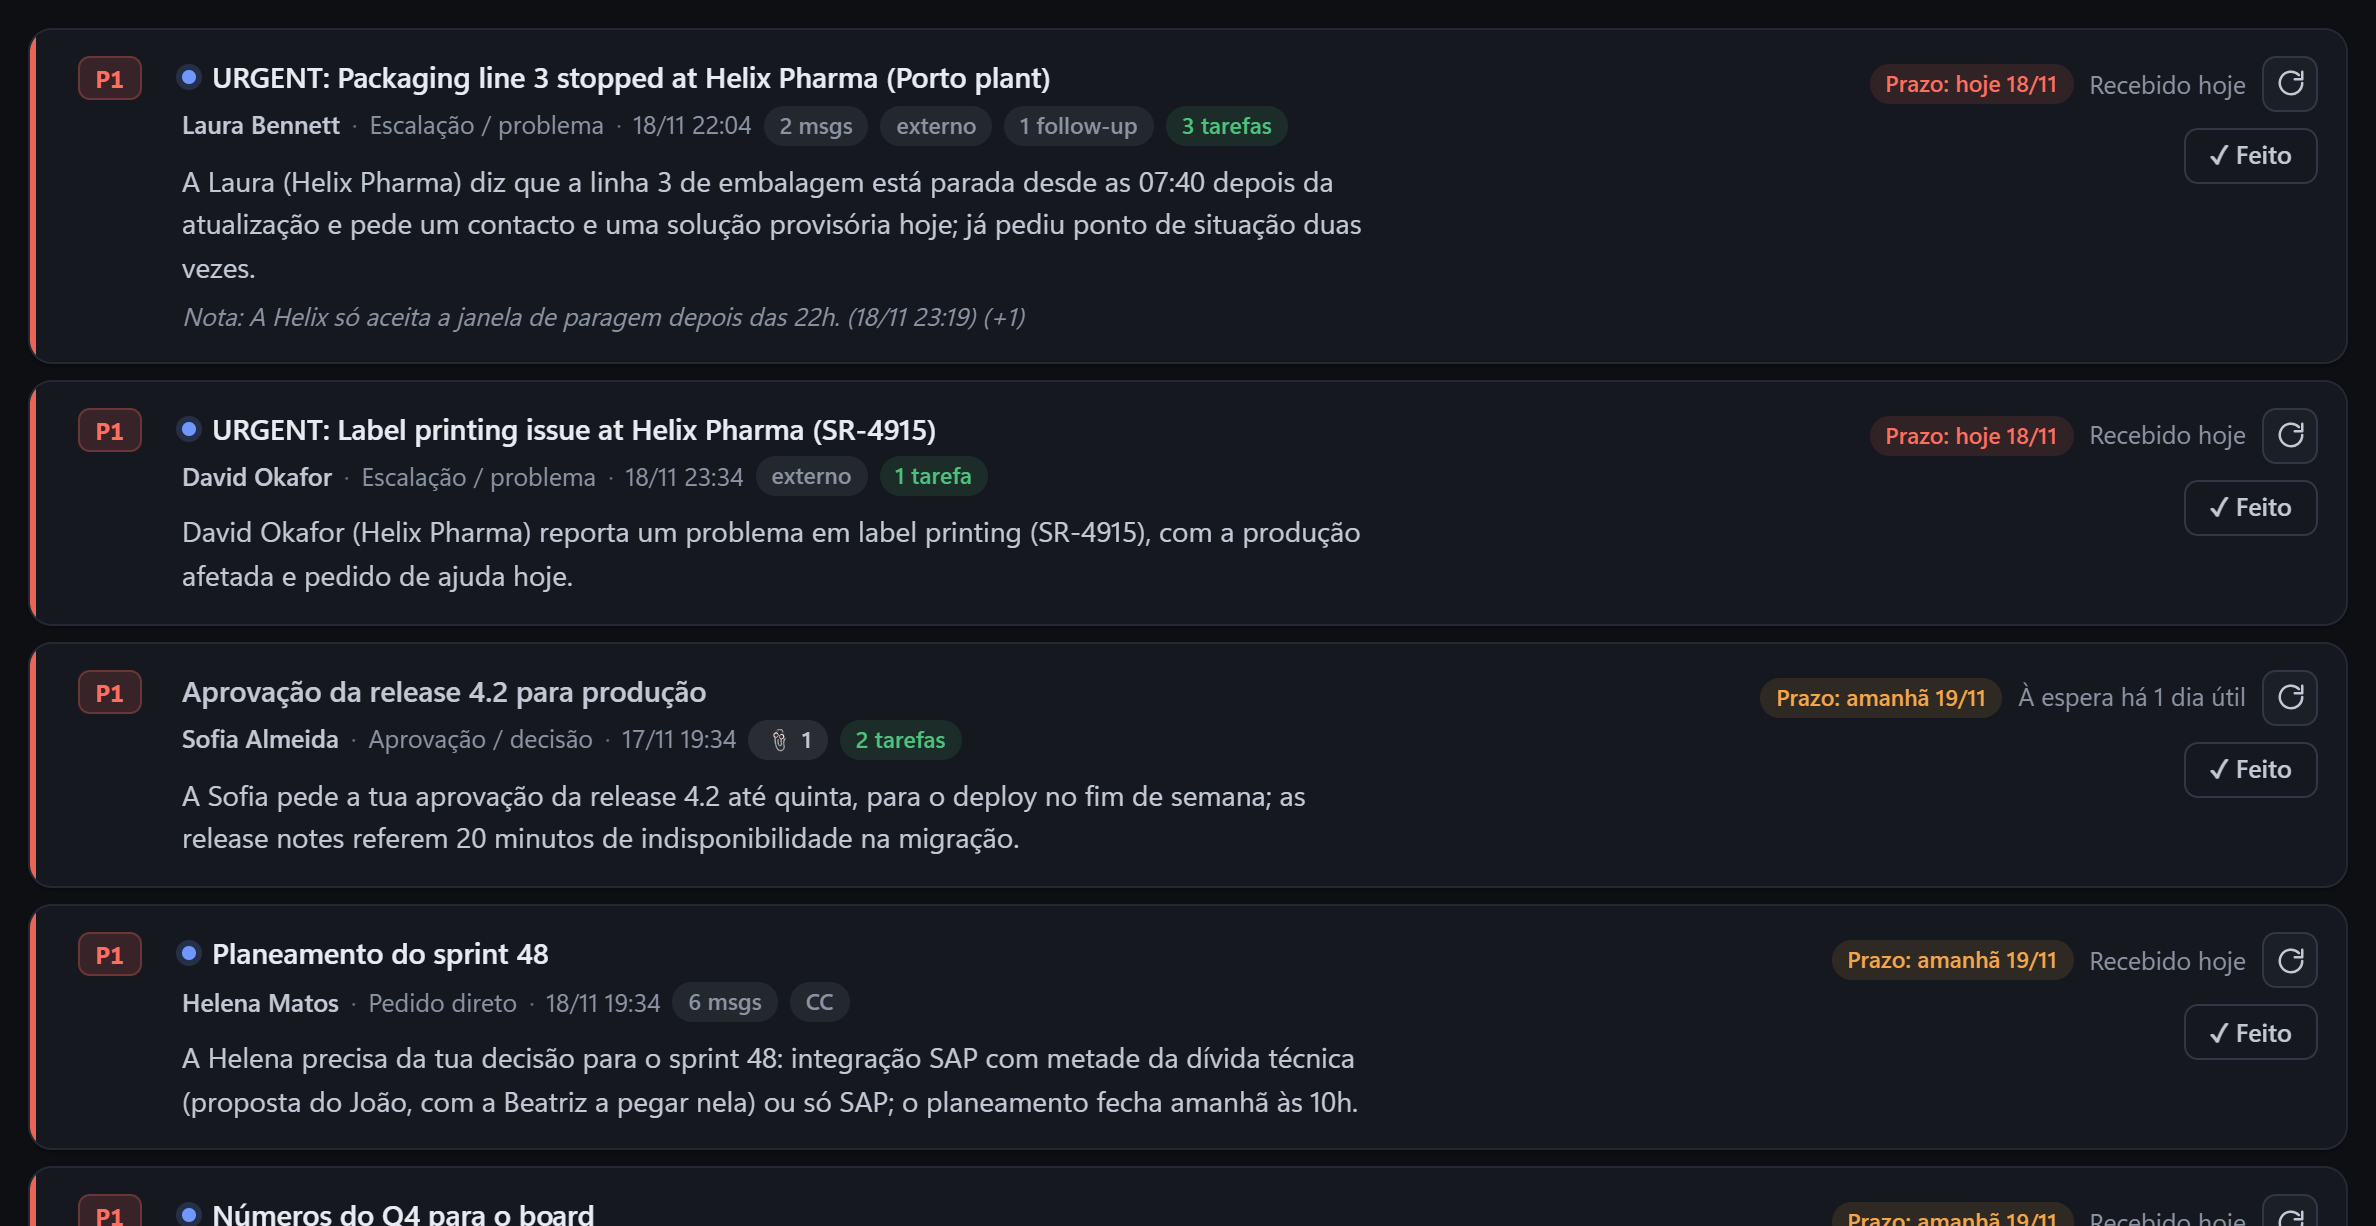 P1
URGENT: Packaging line 3 stopped at Helix Pharma (Porto plant)
Prazo: hoje 18/11 Recebido hoje
Laura Bennett · Escalação / problema · 18/11 22:04 2 msgs externo 1 follow-up 3 tarefas
✓ Feito
A Laura (Helix Pharma) diz que a linha 3 de embalagem está parada desde as 07:40 depois da
atualização e pede um contacto e uma solução provisória hoje; já pediu ponto de situação duas
vezes.
Nota: A Helix só aceita a janela de paragem depois das 22h. (18/11 23:19) (+1)
P1
URGENT: Label printing issue at Helix Pharma (SR-4915)
Prazo: hoje 18/11 Recebido hoje
David Okafor · Escalação / problema · 18/11 23:34 externo 1 tarefa
✓ Feito
David Okafor (Helix Pharma) reporta um problema em label printing (SR-4915), com a produção
afetada e pedido de ajuda hoje.
P1
Aprovação da release 4.2 para produção
Prazo: amanhã 19/11 À espera há 1 dia útil
Sofia Almeida · Aprovação / decisão · 17/11 19:34 1 2 tarefas
✓ Feito
A Sofia pede a tua aprovação da release 4.2 até quinta, para o deploy no fim de semana; as
release notes referem 20 minutos de indisponibilidade na migração.
P1
Planeamento do sprint 48
Prazo: amanhã 19/11 Recebido hoje
Helena Matos · Pedido direto · 18/11 19:34 6 msgs CC
✓ Feito
A Helena precisa da tua decisão para o sprint 48: integração SAP com metade da dívida técnica
(proposta do João, com a Beatriz a pegar nela) ou só SAP; o planeamento fecha amanhã às 10h.
P1
Números do Q4 para o board
Prazo: amanhã 19/11 Recebido hoje